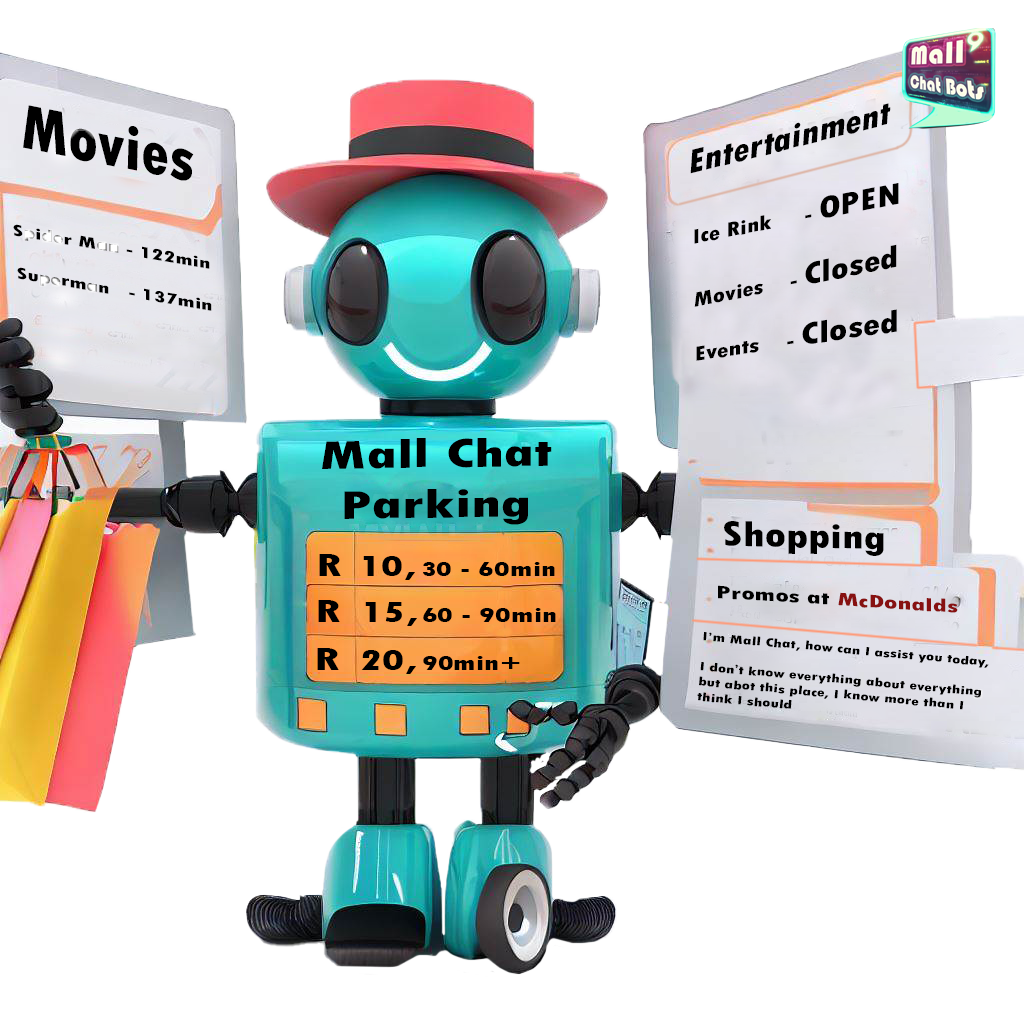 Movies
Spider Man - 122min
Superman - 137min
Mall Chat
Parking
R 10, 30 - 60min
R 15, 60 - 90min
R 20, 90min+
Mall 9
Chat Bots
Entertainment
Ice Rink - OPEN
Movies - Closed
Events - Closed
Shopping
Promos at McDonalds
I'm Mall Chat, how can I assist you today,
I don't know everything about everything
but abot this place, I know more than I
think I should